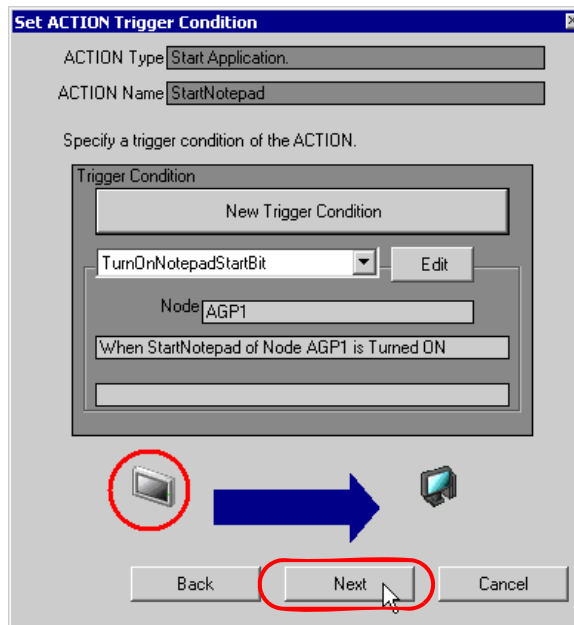 Set ACTION Trigger Condition
ACTION Type Start Application.
ACTION Name StartNotepad
Specify a trigger condition of the ACTION.
Trigger Condition
New Trigger Condition
TurnOnNotepadStartBit Edit
Node AGP1
When StartNotepad of Node AGP1 is Turned ON
Back Next Cancel